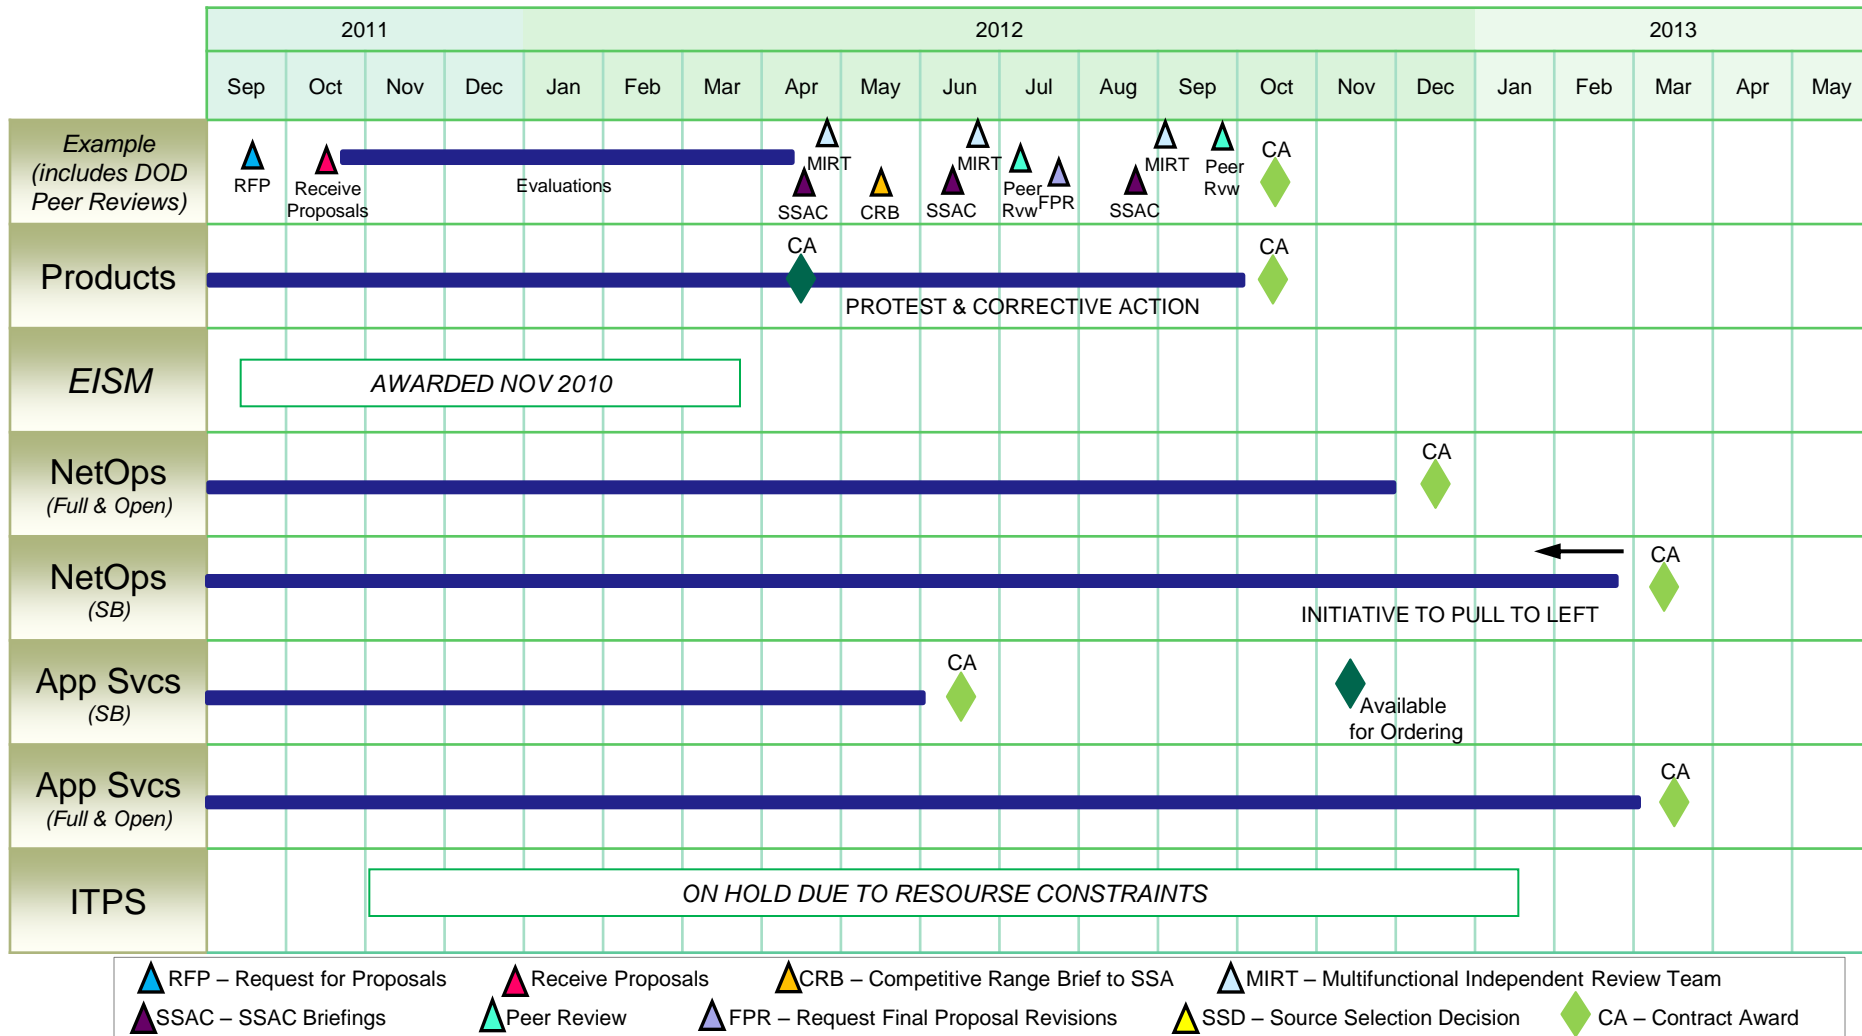 2011 2012 2013
Sep Oct Nov Dec Jan Feb Mar Apr May Jun Jul Aug Sep Oct Nov Dec Jan Feb Mar Apr May
Example
(includes DOD
Peer Reviews)
RFP
Receive
Proposals
Evaluations
MIRT
SSAC
CRB
MIRT
SSAC
Peer
Rvw
FPR
MIRT
SSAC
Peer
Rvw
CA
Products
CA
CA
PROTEST & CORRECTIVE ACTION
EISM
AWARDED NOV 2010
NetOps
(Full & Open)
CA
NetOps
(SB)
CA
INITIATIVE TO PULL TO LEFT
App Svcs
(SB)
CA
Available
for Ordering
App Svcs
(Full & Open)
CA
ITPS
ON HOLD DUE TO RESOURSE CONSTRAINTS
RFP – Request for Proposals Receive Proposals CRB – Competitive Range Brief to SSA MIRT – Multifunctional Independent Review Team
SSAC – SSAC Briefings Peer Review FPR – Request Final Proposal Revisions SSD – Source Selection Decision CA – Contract Award